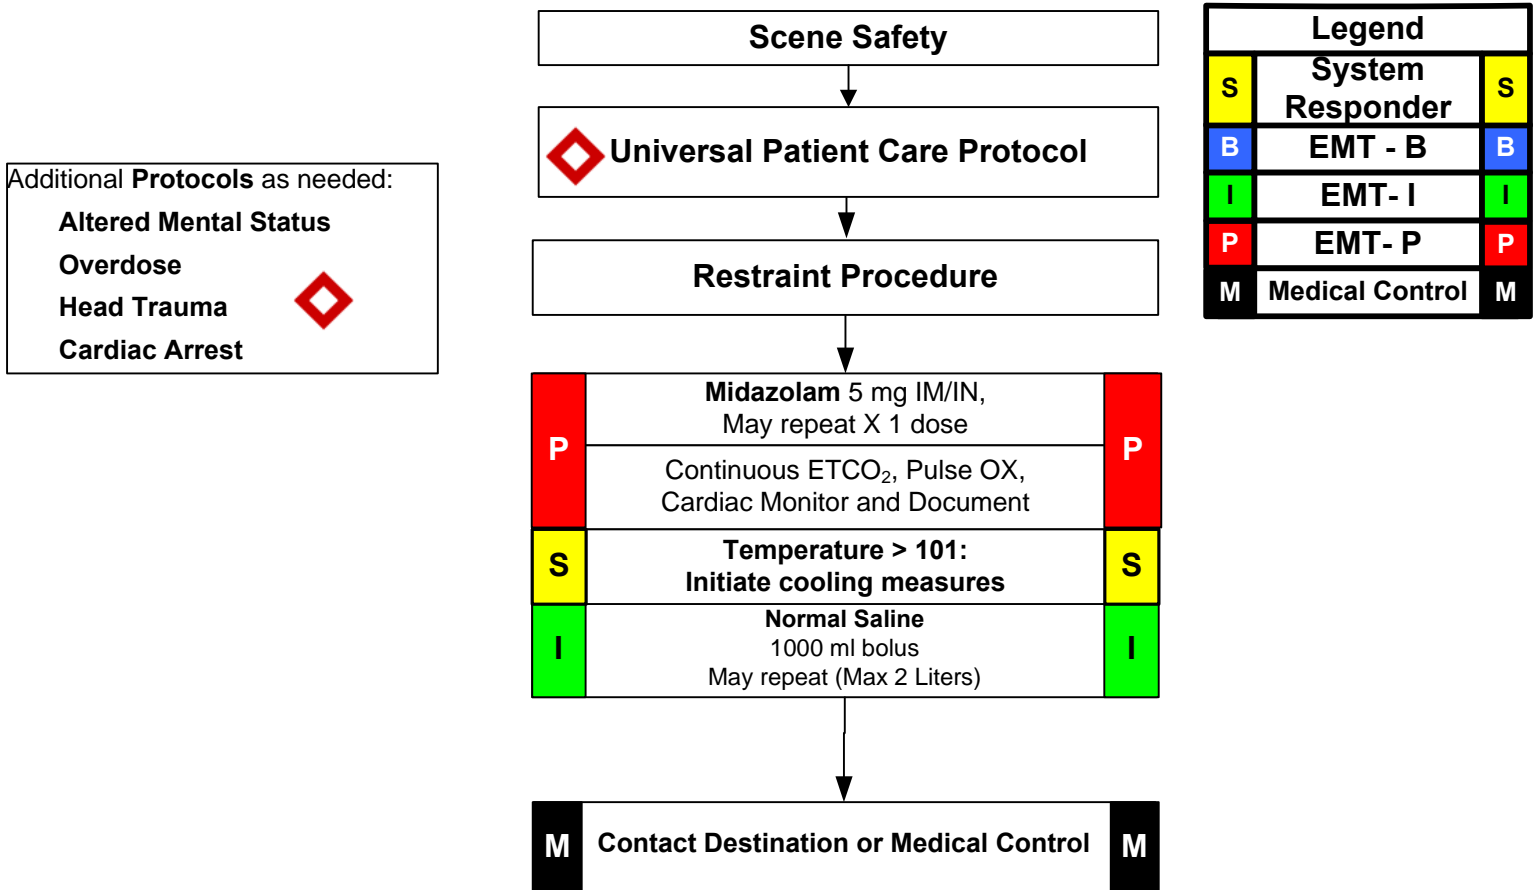 Scene Safety
Universal Patient Care Protocol
Additional Protocols as needed:
Altered Mental Status
Overdose
Head Trauma
Cardiac Arrest
Restraint Procedure
P
Midazolam 5 mg IM/IN,
May repeat X 1 dose
Continuous ETCO₂, Pulse OX,
Cardiac Monitor and Document
P
S
Temperature > 101:
Initiate cooling measures
S
I
Normal Saline
1000 ml bolus
May repeat (Max 2 Liters)
I
M Contact Destination or Medical Control M
Legend
S
System
Responder
S
B EMT - B B
I EMT- I I
P EMT- P P
M Medical Control M